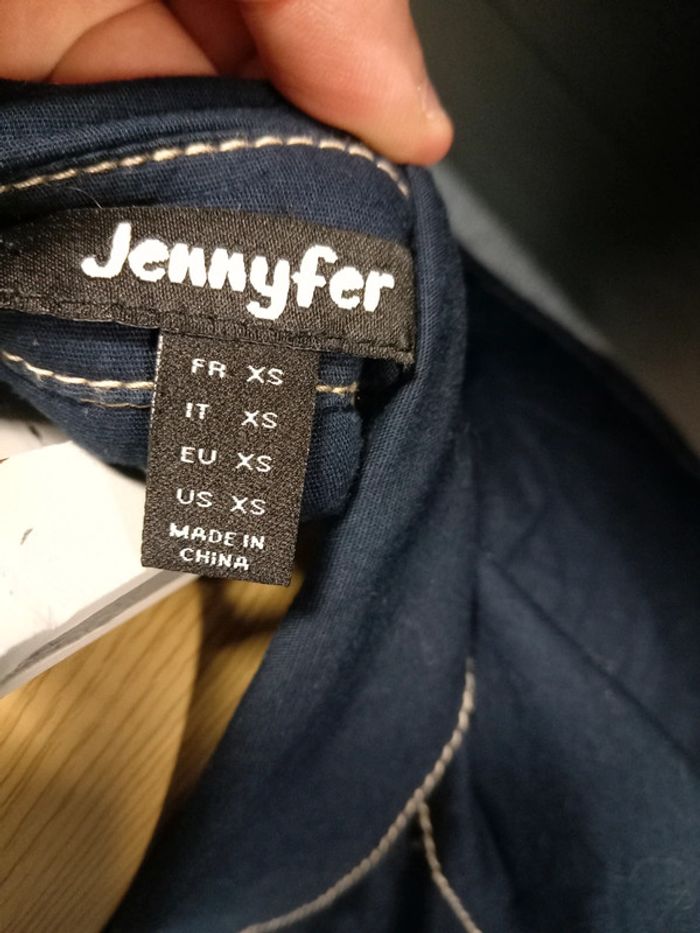 Jennyfer
FR XS
IT XS
EU XS
US XS
MADE IN
CHINA